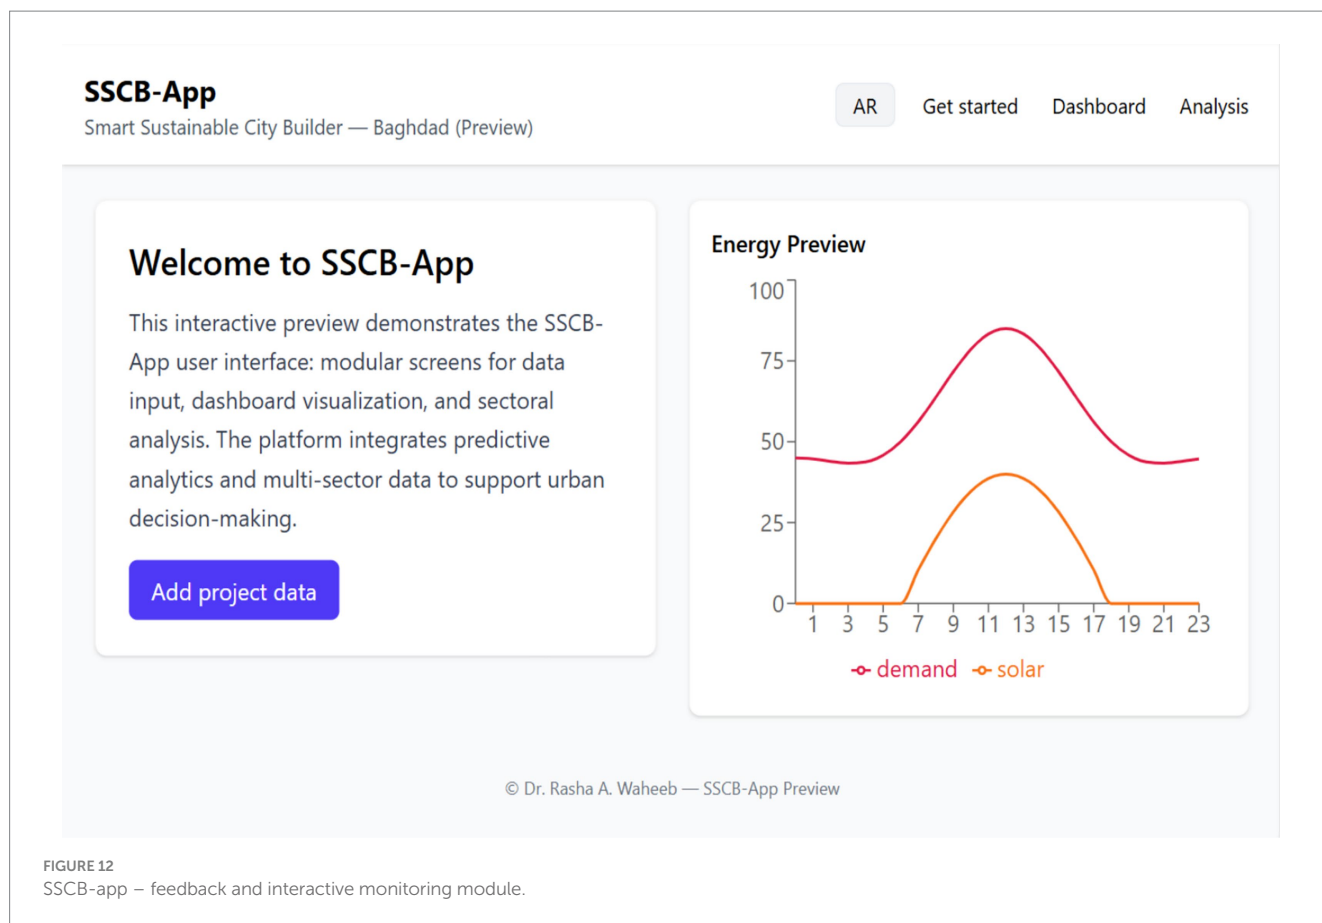 SSCB-App
Smart Sustainable City Builder — Baghdad (Preview)
AR Get started Dashboard Analysis
Welcome to SSCB-App
This interactive preview demonstrates the SSCB-
App user interface: modular screens for data
input, dashboard visualization, and sectoral
analysis. The platform integrates predictive
analytics and multi-sector data to support urban
decision-making.
Add project data
Energy Preview
100
75
50
25
0
1 3 5 7 9 11 13 15 17 19 21 23
demand solar
© Dr. Rasha A. Waheeb — SSCB-App Preview
FIGURE 12
SSCB-app – feedback and interactive monitoring module.